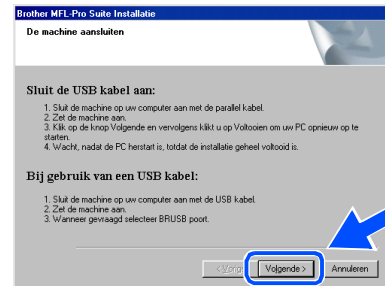 Brother MFL-Pro Suite Installatie
De machine aansluiten
Sluit de USB kabel aan:
1. Sluit de machine op uw computer aan met de parallel kabel.
2. Zet de machine aan.
3. Klik op de knop Volgende en vervolgens klikt u op Voltooien om uw PC opnieuw op te
starten.
4. Wacht, nadat de PC herstart is, totdat de installatie geheel voltooid is.
Bij gebruik van een USB kabel:
1. Sluit de machine op uw computer aan met de USB kabel.
2. Zet de machine aan.
3. Wanneer gevraagd selecteer BRUSB poort.
Volgende > Annuleren